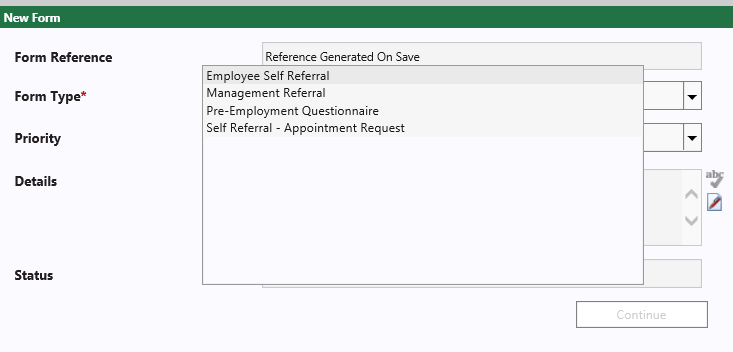 New Form
Form Reference
Reference Generated On Save
Employee Self Referral
Form Type*
Management Referral
Pre-Employment Questionnaire
Self Referral - Appointment Request
Priority
Details
abc
Status
Continue